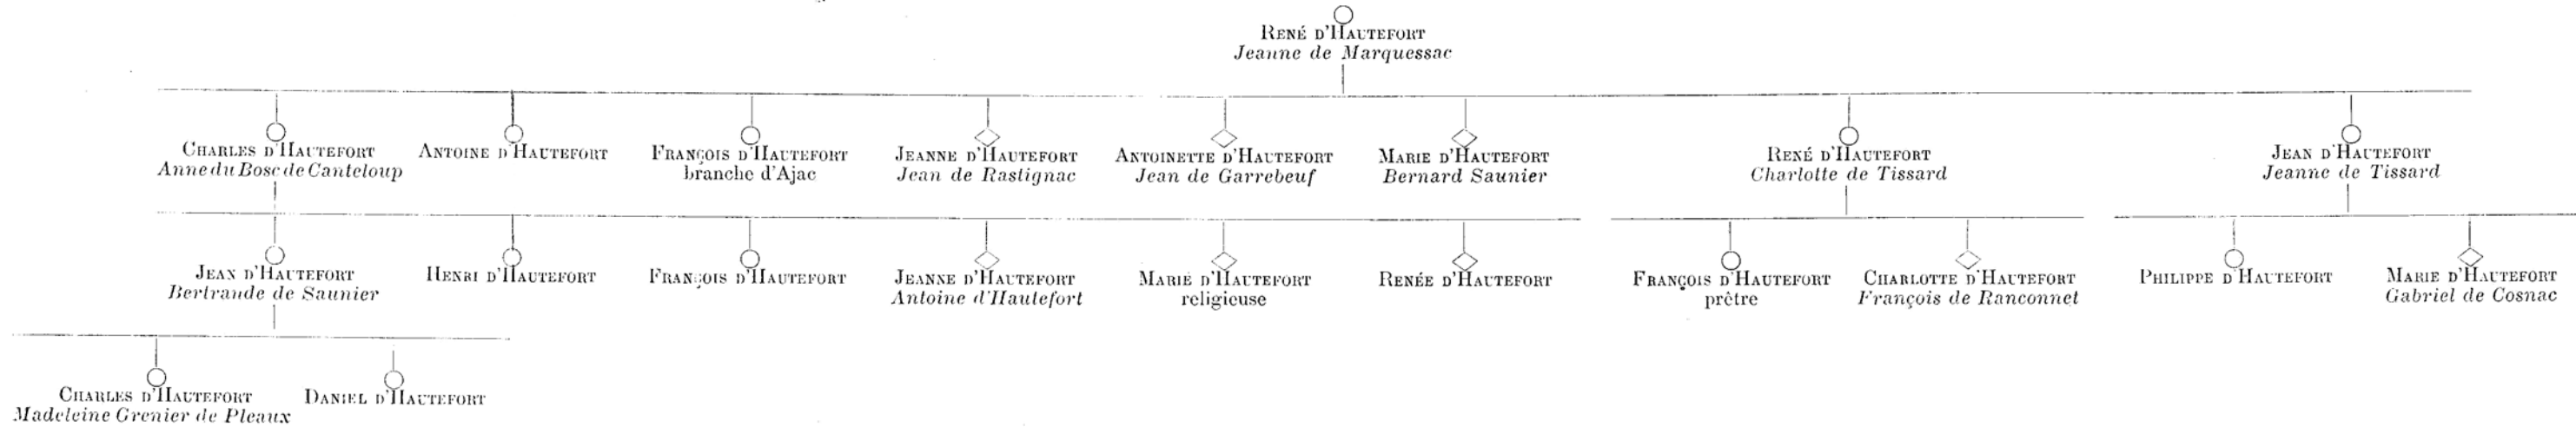 René d'Hautefort
Jeanne de Marquessac
Charles d'Hautefort
Anne du Bosc de Canteloup
Antoine d'Hautefort
François d'Hautefort
branche d'Ajac
Jeanne d'Hautefort
Jean de Rastignac
Antoinette d'Hautefort
Jean de Garrebeuf
Marie d'Hautefort
Bernard Saunier
René d'Hautefort
Charlotte de Tissard
Jean d'Hautefort
Jeanne de Tissard
Jean d'Hautefort
Bertrande de Saunier
Henri d'Hautefort
François d'Hautefort
Jeanne d'Hautefort
Antoine d'Hautefort
Marie d'Hautefort
religieuse
Renée d'Hautefort
François d'Hautefort
prêtre
Charlotte d'Hautefort
François de Ranconnet
Philippe d'Hautefort
Marie d'Hautefort
Gabriel de Cosnac
Charles d'Hautefort
Madeleine Grenier de Pleaux
Daniel d'Hautefort